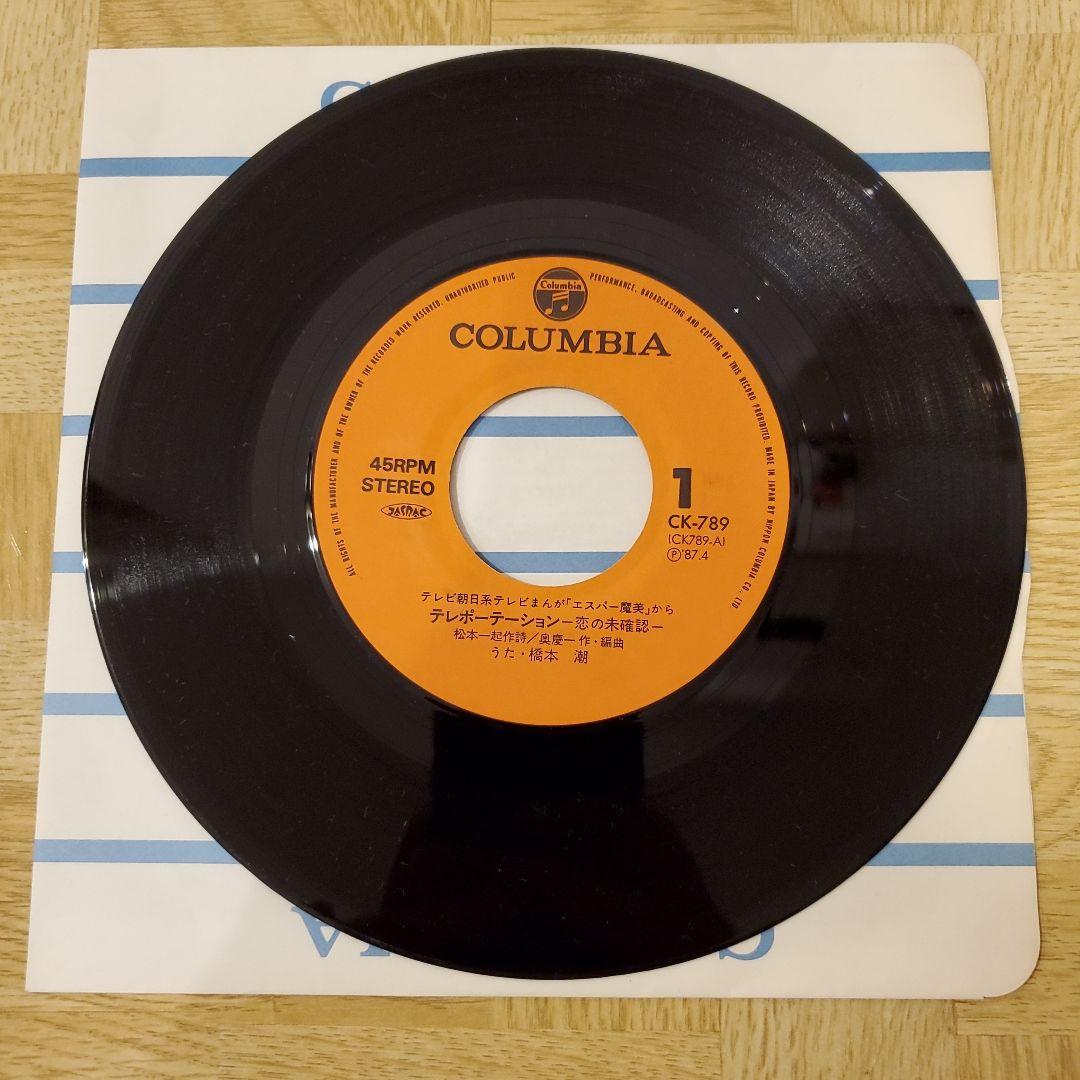 Columbia
COLUMBIA
ALL RIGHTS OF THE MANUFACTURER AND OF THE OWNER OF THE RECORDED WORK RESERVED. UNAUTHORIZED PUBLIC PERFORMANCE, BROADCASTING AND COPYING OF THIS RECORD PROHIBITED. MADE IN JAPAN BY NIPPON COLUMBIA CO., LTD
45RPM
STEREO
JASRAC
1
CK-789
(CK789-A)
Ⓟ'87.4
テレビ朝日系テレビまんが「エスパー魔美」から
テレポーテーション−恋の未確認−
松本一起作詩／奥慶一 作・編曲
うた・橋本 潮